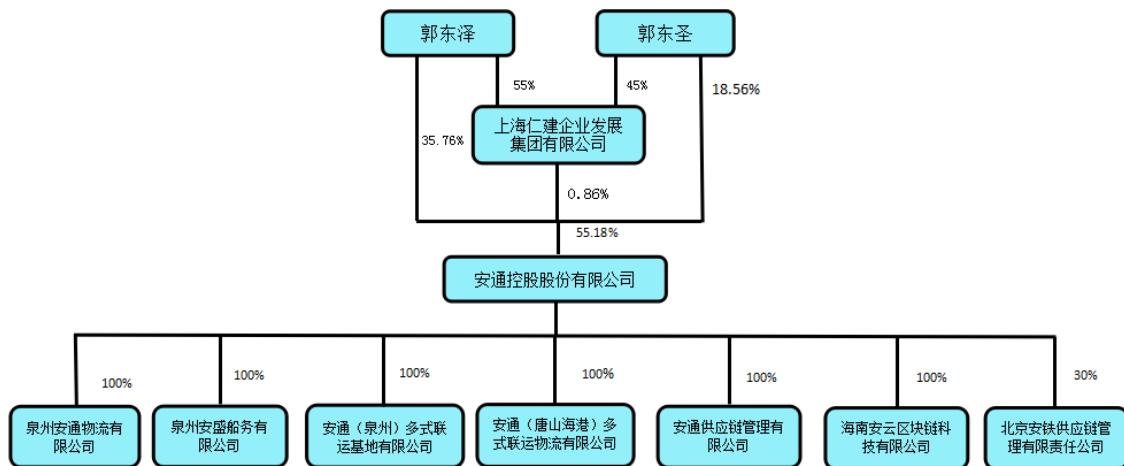 郭东泽
郭东圣
55%
45%
18.56%
上海仁建企业发展
集团有限公司
35.76%
0.86%
55.18%
安通控股股份有限公司
100%
100%
100%
100%
100%
100%
30%
泉州安通物流有
限公司
泉州安盛船务有
限公司
安通（泉州）多式联
运基地有限公司
安通（唐山海港）多
式联运物流有限公司
安通供应链管理有
限公司
海南安云区块链科
技有限公司
北京安铁供应链管
理有限责任公司